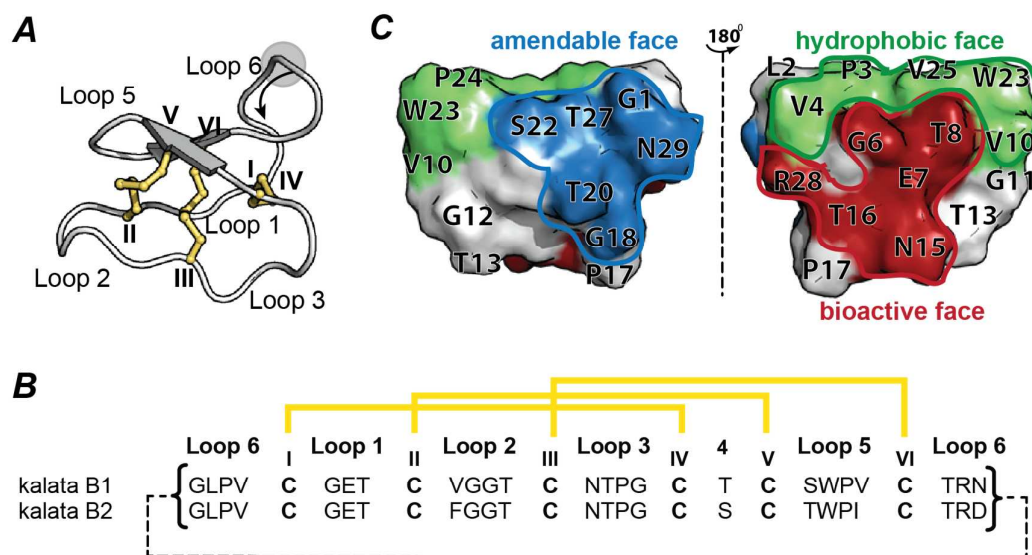 A
Loop 6
Loop 5
V
VI
I
IV
Loop 1
II
Loop 2
III
Loop 3
C
180°
amendable face
P24
W23
G1
S22
T27
N29
V10
T20
G12
G18
T13
P17
hydrophobic face
L2
P3
V25
W23
V4
G6
T8
V10
G11
R28
E7
T16
T13
N15
P17
bioactive face
B
Loop 6 I Loop 1 II Loop 2 III Loop 3 IV 4 V Loop 5 VI Loop 6
kalata B1 GLPV C GET C VGGT C NTPG C T C SWPV C TRN
kalata B2 GLPV C GET C FGGT C NTPG C S C TWPI C TRD